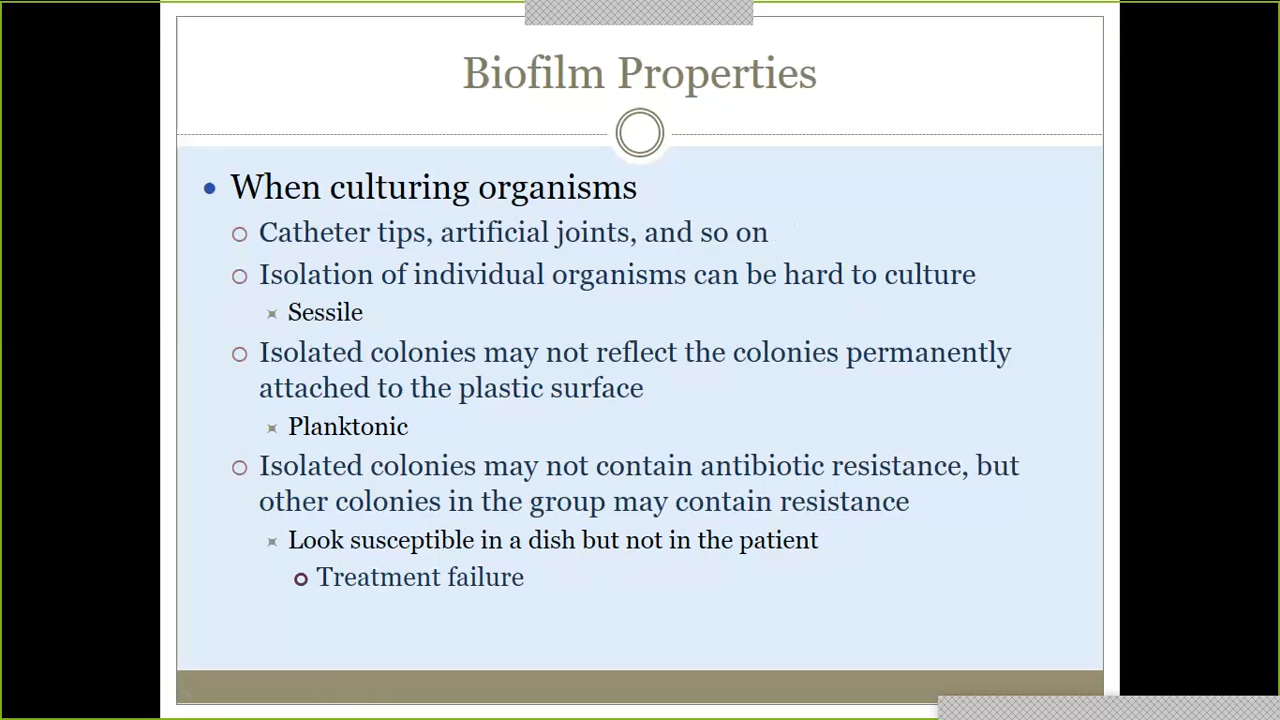 Biofilm Properties
When culturing organisms
Catheter tips, artificial joints, and so on
Isolation of individual organisms can be hard to culture
Sessile
Isolated colonies may not reflect the colonies permanently
attached to the plastic surface
Planktonic
Isolated colonies may not contain antibiotic resistance, but
other colonies in the group may contain resistance
Look susceptible in a dish but not in the patient
Treatment failure